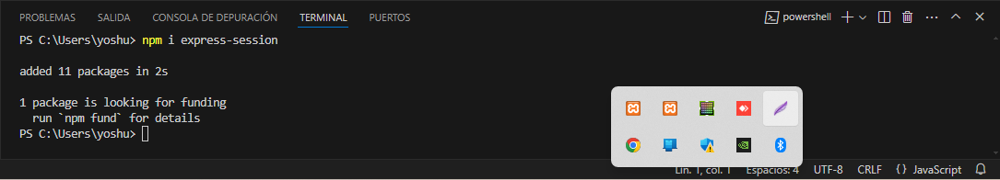 PROBLEMAS SALIDA CONSOLA DE DEPURACIÓN TERMINAL PUERTOS powershell
PS C:\Users\yoshu> npm i express-session
added 11 packages in 2s
1 package is looking for funding
run `npm fund` for details
PS C:\Users\yoshu>
Lín. 1, col. 1 Espacios: 4 UTF-8 CRLF {} JavaScript